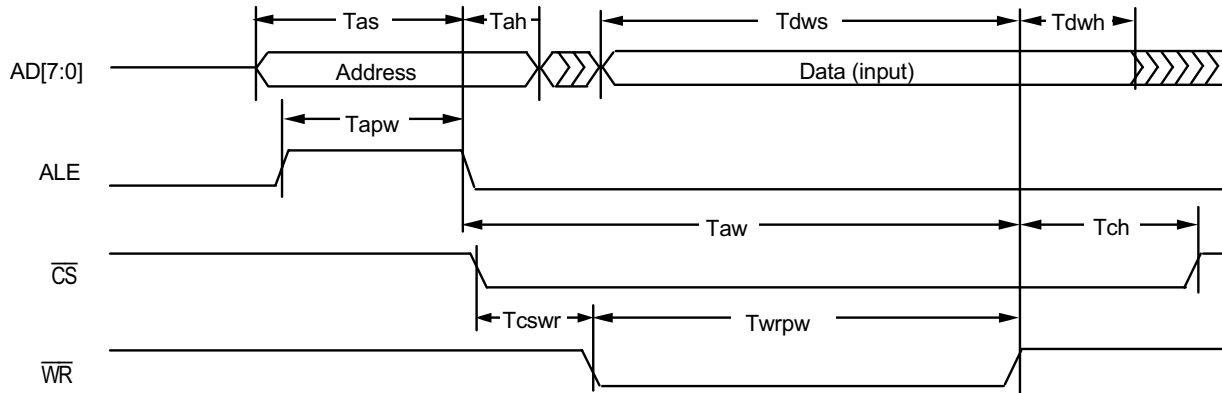 Tas Tah Tdws Tdwh
AD[7:0] Address Data (input)
Tapw
ALE
Taw Tch
CS
Tcswr Twrpw
WR